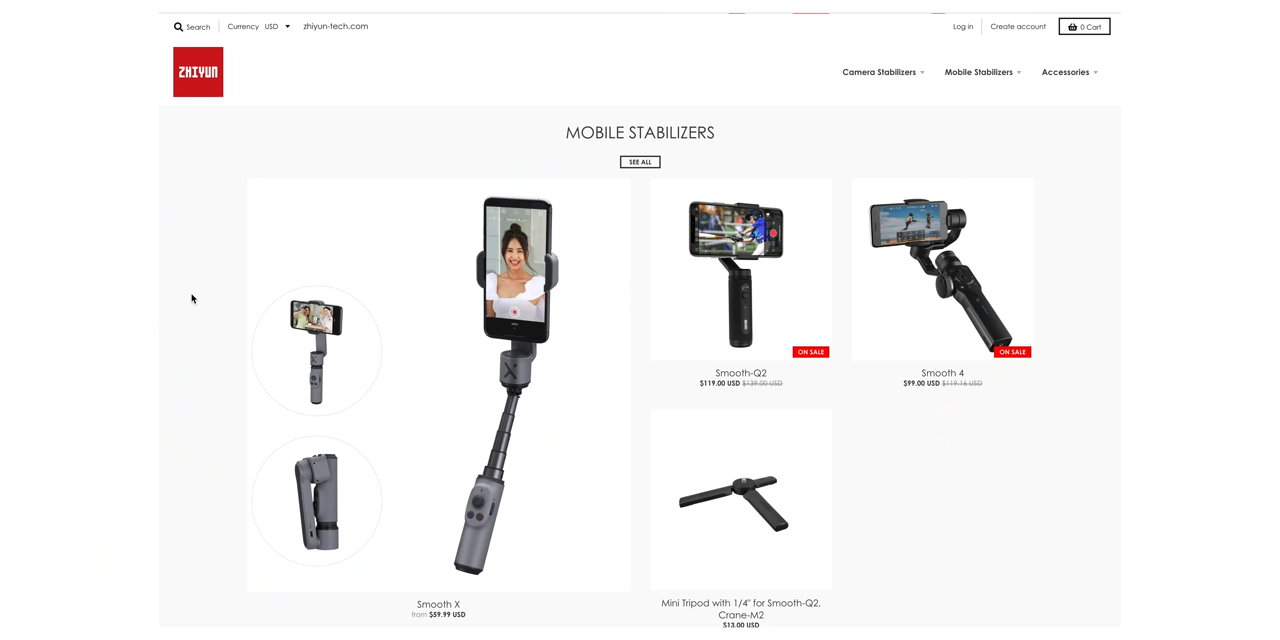 Search
Currency USD
zhiyun-tech.com
Log in
Create account
0 Cart
ZHIYUN
Camera Stabilizers
Mobile Stabilizers
Accessories
MOBILE STABILIZERS
SEE ALL
X
ON SALE
ON SALE
Smooth-Q2
$119.00 USD $139.00 USD
Smooth 4
$99.00 USD $119.16 USD
Smooth X
from $59.99 USD
Mini Tripod with 1/4" for Smooth-Q2,
Crane-M2
$13.00 USD